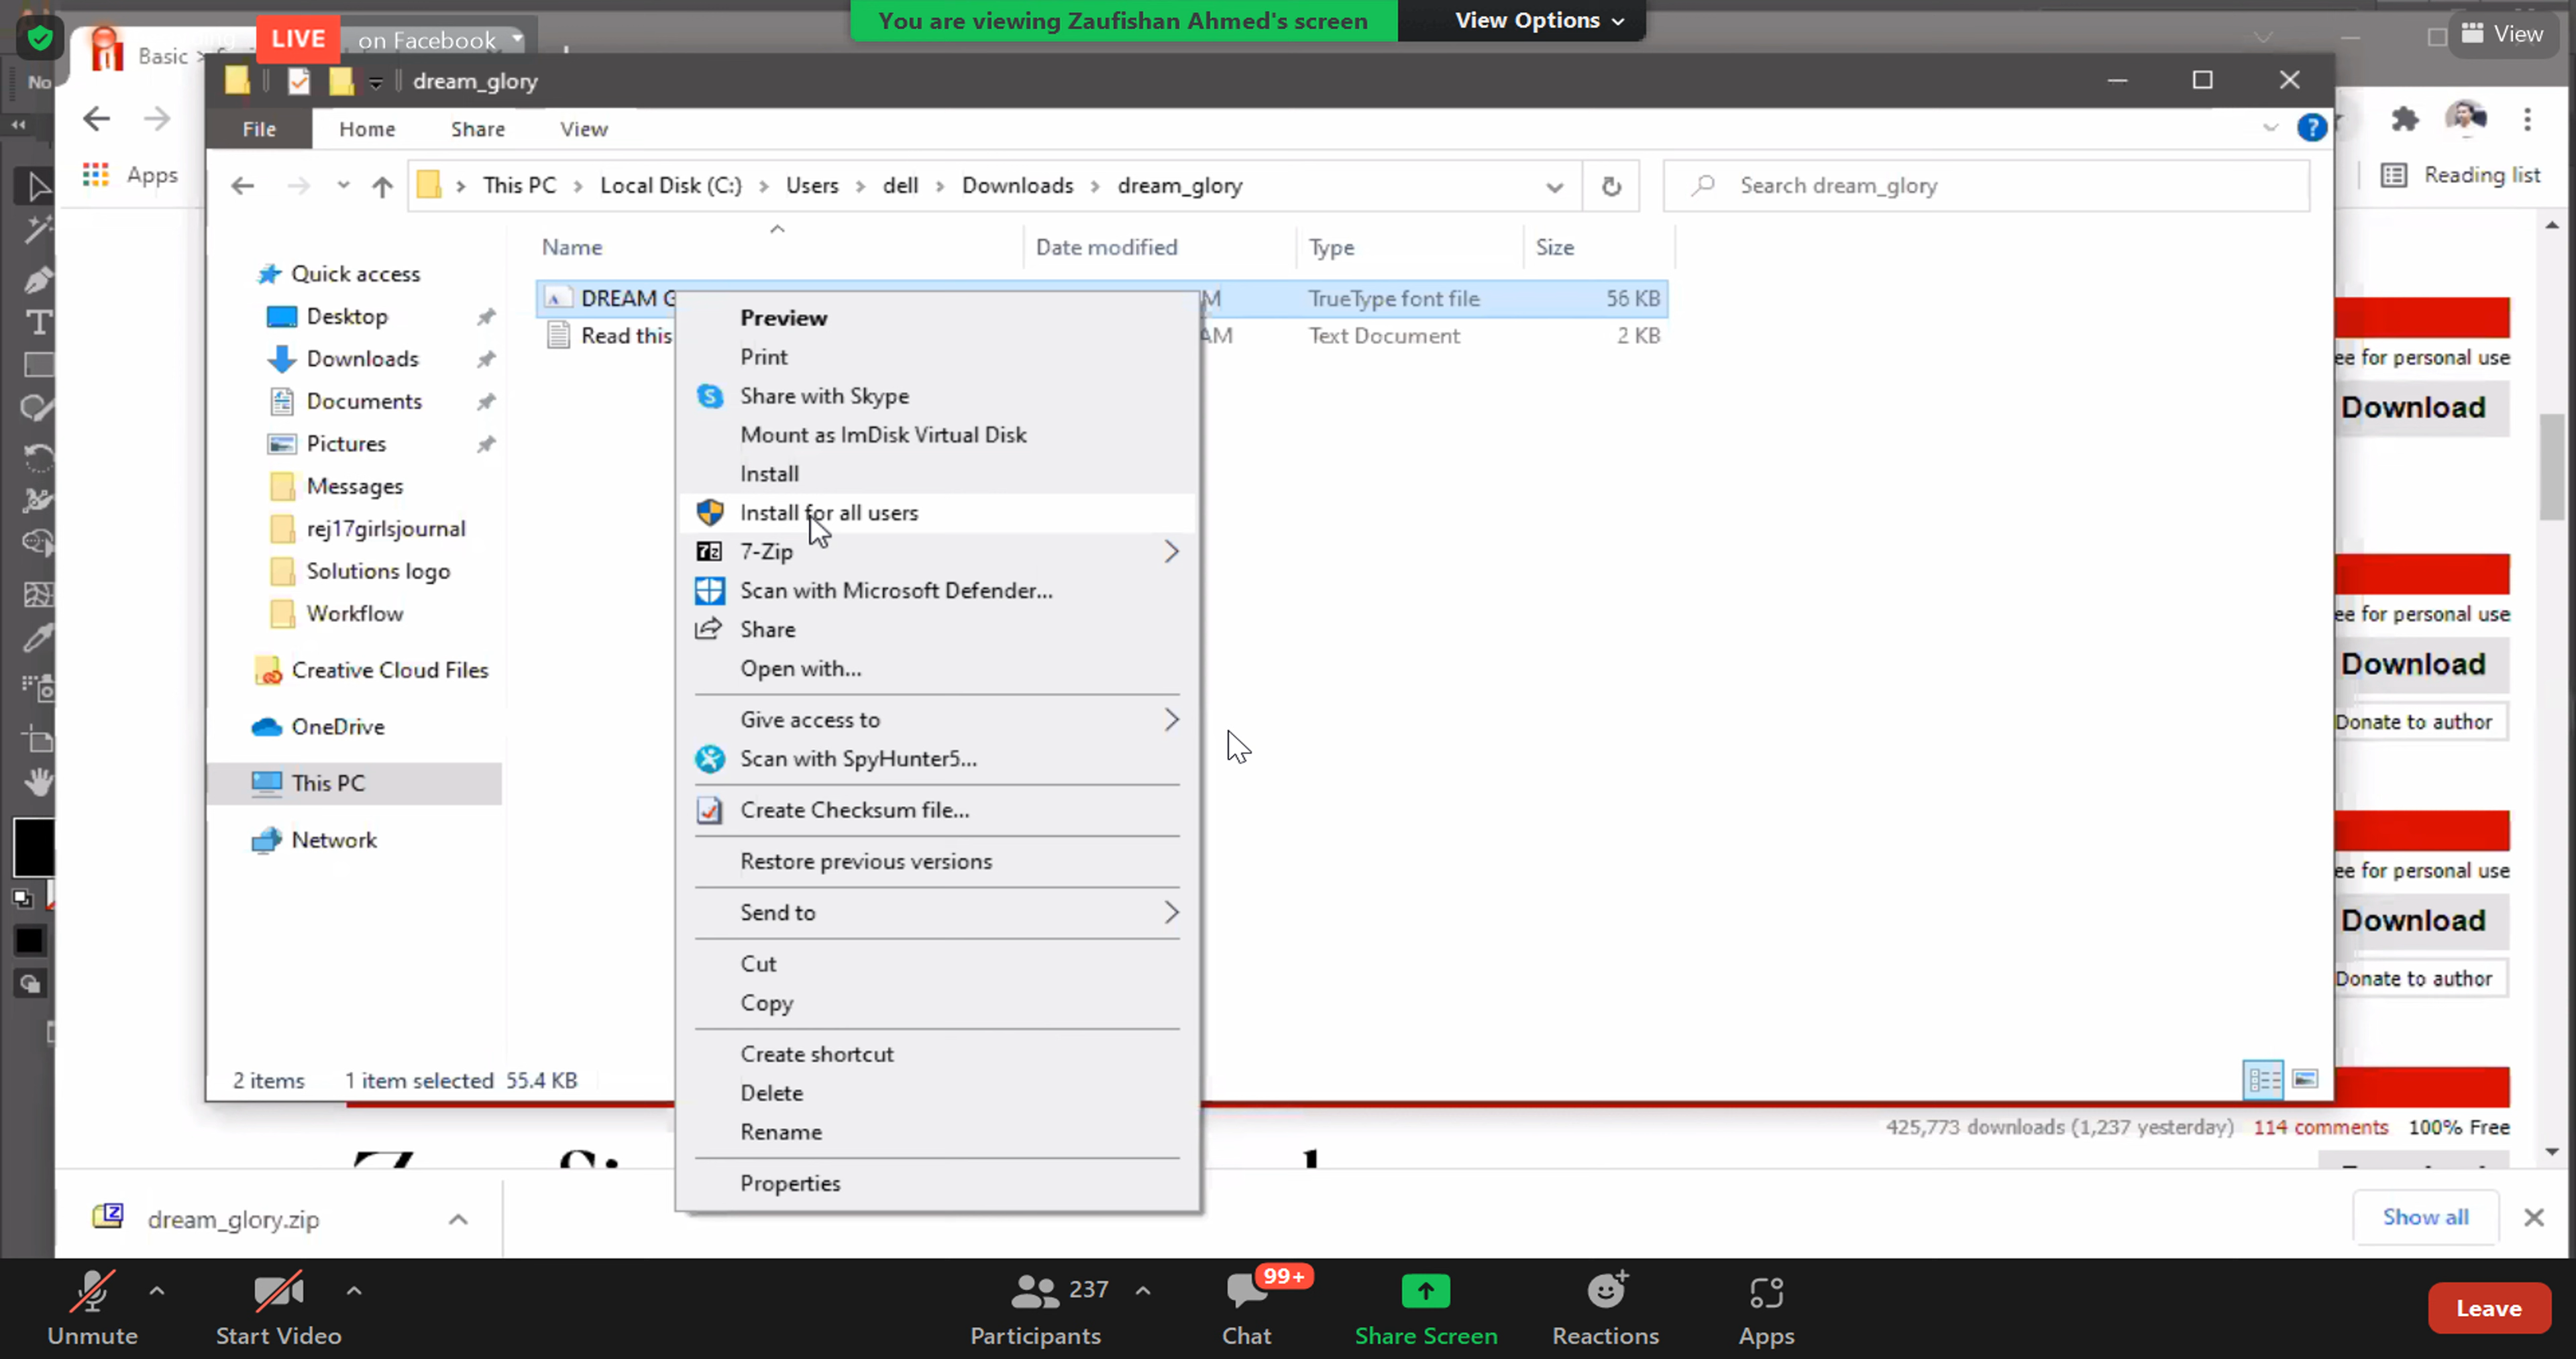 You are viewing Zaufishan Ahmed's screen
View Options
LIVE on Facebook
View
Basic >
No
dream_glory
File Home Share View
This PC > Local Disk (C:) > Users > dell > Downloads > dream_glory
Search dream_glory
Apps
Reading list
Name Date modified Type Size
DREAM G M TrueType font file 56 KB
Read this AM Text Document 2 KB
Quick access
Desktop
Downloads
Documents
Pictures
Messages
rej17girlsjournal
Solutions logo
Workflow
Creative Cloud Files
OneDrive
This PC
Network
Preview
Print
Share with Skype
Mount as ImDisk Virtual Disk
Install
Install for all users
7-Zip
Scan with Microsoft Defender...
Share
Open with...
Give access to
Scan with SpyHunter5...
Create Checksum file...
Restore previous versions
Send to
Cut
Copy
Create shortcut
Delete
Rename
Properties
ee for personal use
Download
ee for personal use
Download
Donate to author
ee for personal use
Download
Donate to author
2 items 1 item selected 55.4 KB
425,773 downloads (1,237 yesterday) 114 comments 100% Free
dream_glory.zip
Show all
Unmute
Start Video
237
Participants
99+
Chat
Share Screen
Reactions
Apps
Leave